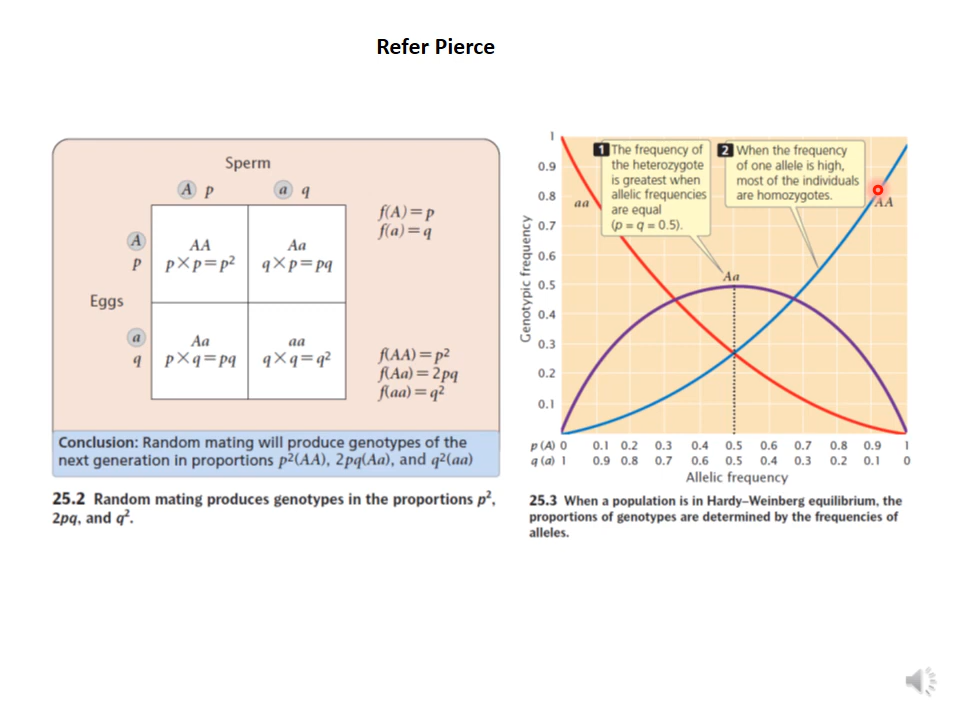 Refer Pierce
Sperm
A p
a q
A
p
Eggs
a
q
AA
p×p=p²
Aa
q×p=pq
Aa
p×q=pq
aa
q×q=q²
f(A)=p
f(a)=q
f(AA)=p²
f(Aa)=2pq
f(aa)=q²
Conclusion: Random mating will produce genotypes of the
next generation in proportions p²(AA), 2pq(Aa), and q²(aa)
25.2 Random mating produces genotypes in the proportions p²,
2pq, and q².
Genotypic frequency
1
0.9
0.8
0.7
0.6
0.5
0.4
0.3
0.2
0.1
1 The frequency of
the heterozygote
is greatest when
allelic frequencies
are equal
(p = q = 0.5).
2 When the frequency
of one allele is high,
most of the individuals
are homozygotes.
aa
Aa
AA
p (A) 0 0.1 0.2 0.3 0.4 0.5 0.6 0.7 0.8 0.9 1
q (a) 1 0.9 0.8 0.7 0.6 0.5 0.4 0.3 0.2 0.1 0
Allelic frequency
25.3 When a population is in Hardy–Weinberg equilibrium, the
proportions of genotypes are determined by the frequencies of
alleles.